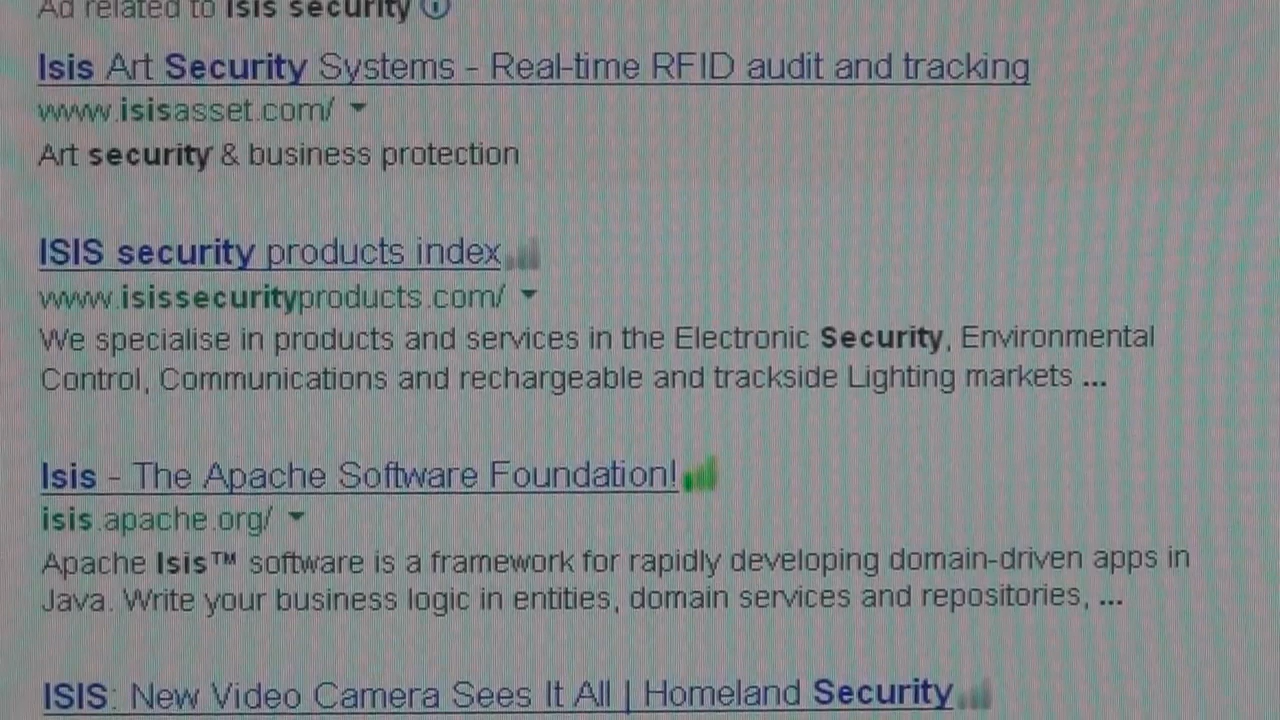 Ad related to isis security
Isis Art Security Systems - Real-time RFID audit and tracking
www.isisasset.com/
Art security & business protection
ISIS security products index
www.isissecurityproducts.com/
We specialise in products and services in the Electronic Security, Environmental
Control, Communications and rechargeable and trackside Lighting markets ...
Isis - The Apache Software Foundation!
isis.apache.org/
Apache Isis™ software is a framework for rapidly developing domain-driven apps in
Java. Write your business logic in entities, domain services and repositories, ...
ISIS: New Video Camera Sees It All | Homeland Security